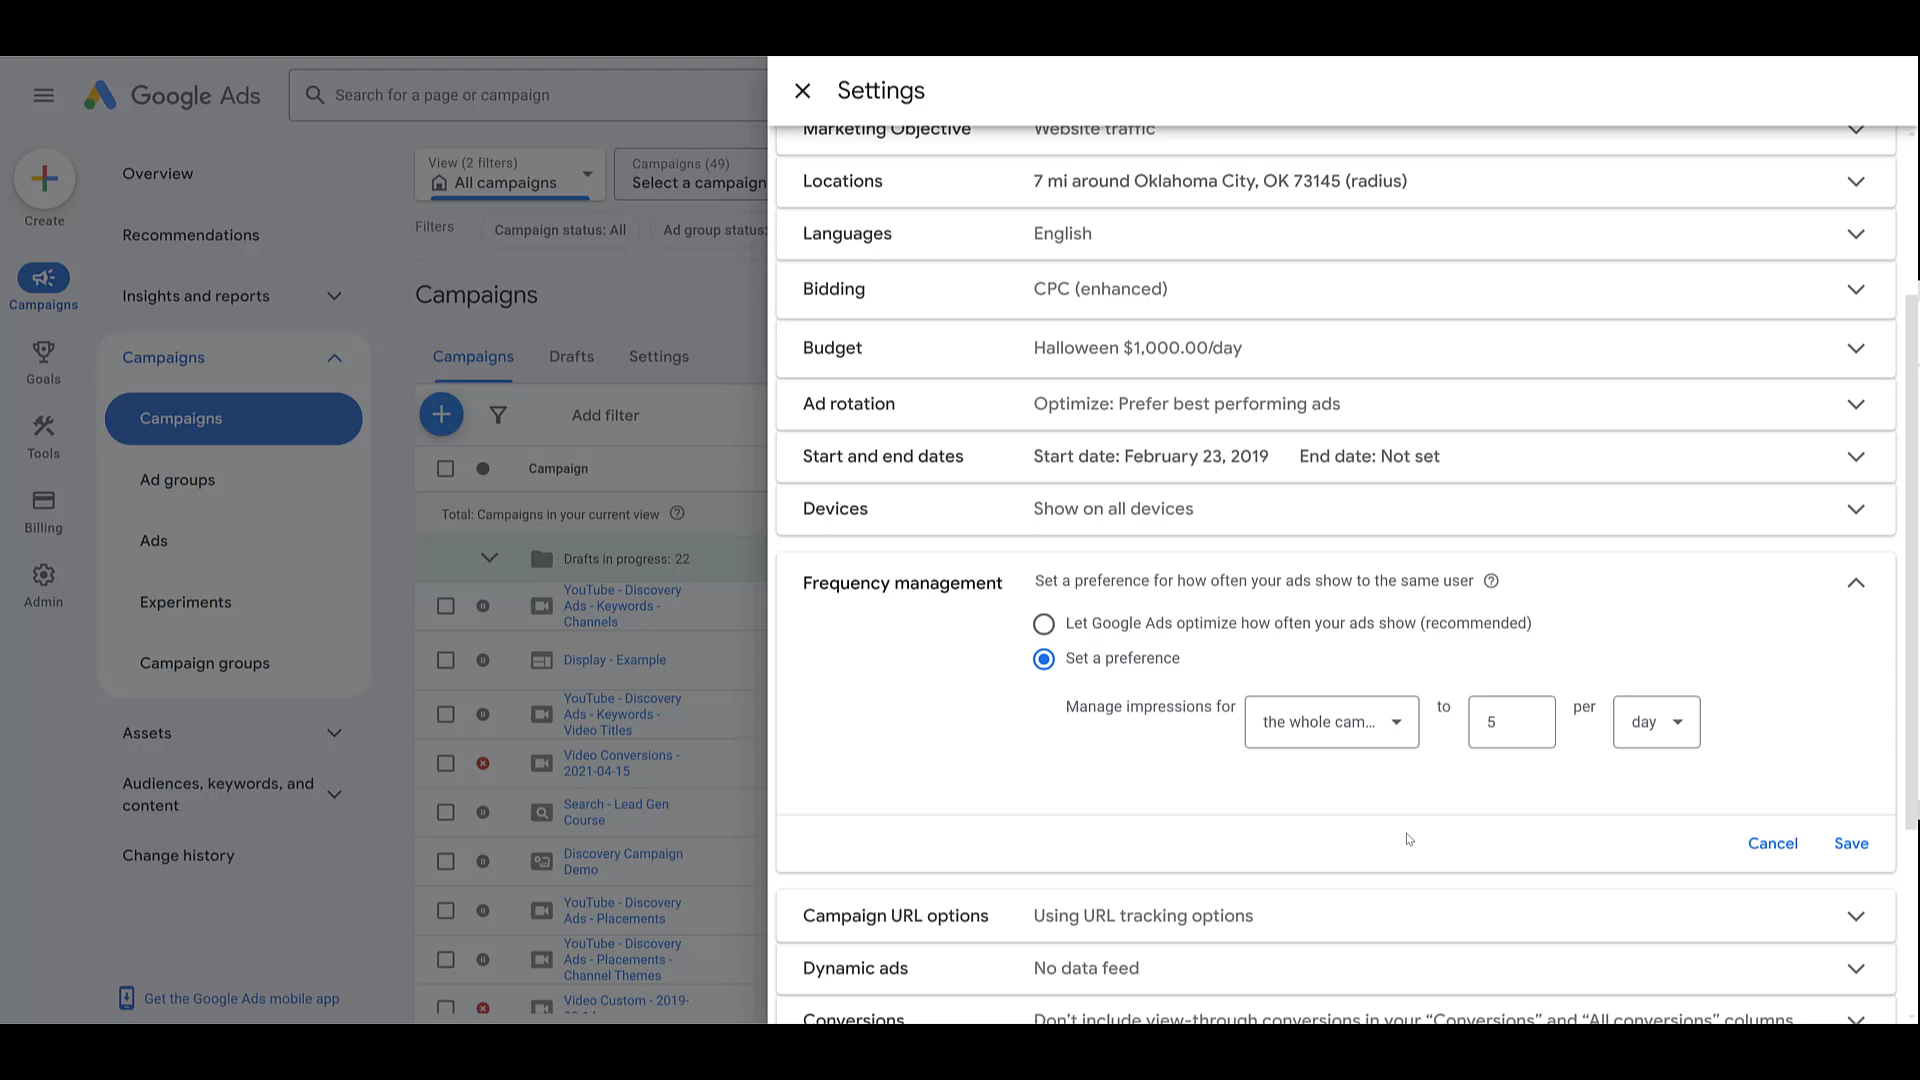 Google Ads
Search for a page or campaign
Create
Campaigns
Goals
Tools
Billing
Admin
Overview
Recommendations
Insights and reports
Campaigns
Campaigns
Ad groups
Ads
Experiments
Campaign groups
Assets
Audiences, keywords, and
content
Change history
Get the Google Ads mobile app
View (2 filters)
All campaigns
Campaigns (49)
Select a campaign
Filters
Campaign status: All
Ad group status:
Campaigns
Campaigns Drafts Settings
Add filter
Campaign
Total: Campaigns in your current view
Drafts in progress: 22
YouTube - Discovery
Ads - Keywords -
Channels
Display - Example
YouTube - Discovery
Ads - Keywords -
Video Titles
Video Conversions -
2021-04-15
Search - Lead Gen
Course
Discovery Campaign
Demo
YouTube - Discovery
Ads - Placements
YouTube - Discovery
Ads - Placements -
Channel Themes
Video Custom - 2019-
Settings
Marketing Objective Website traffic
Locations 7 mi around Oklahoma City, OK 73145 (radius)
Languages English
Bidding CPC (enhanced)
Budget Halloween $1,000.00/day
Ad rotation Optimize: Prefer best performing ads
Start and end dates Start date: February 23, 2019 End date: Not set
Devices Show on all devices
Frequency management Set a preference for how often your ads show to the same user
Let Google Ads optimize how often your ads show (recommended)
Set a preference
Manage impressions for the whole cam... to 5 per day
Cancel Save
Campaign URL options Using URL tracking options
Dynamic ads No data feed
Conversions Don't include view-through conversions in your “Conversions” and “All conversions” columns